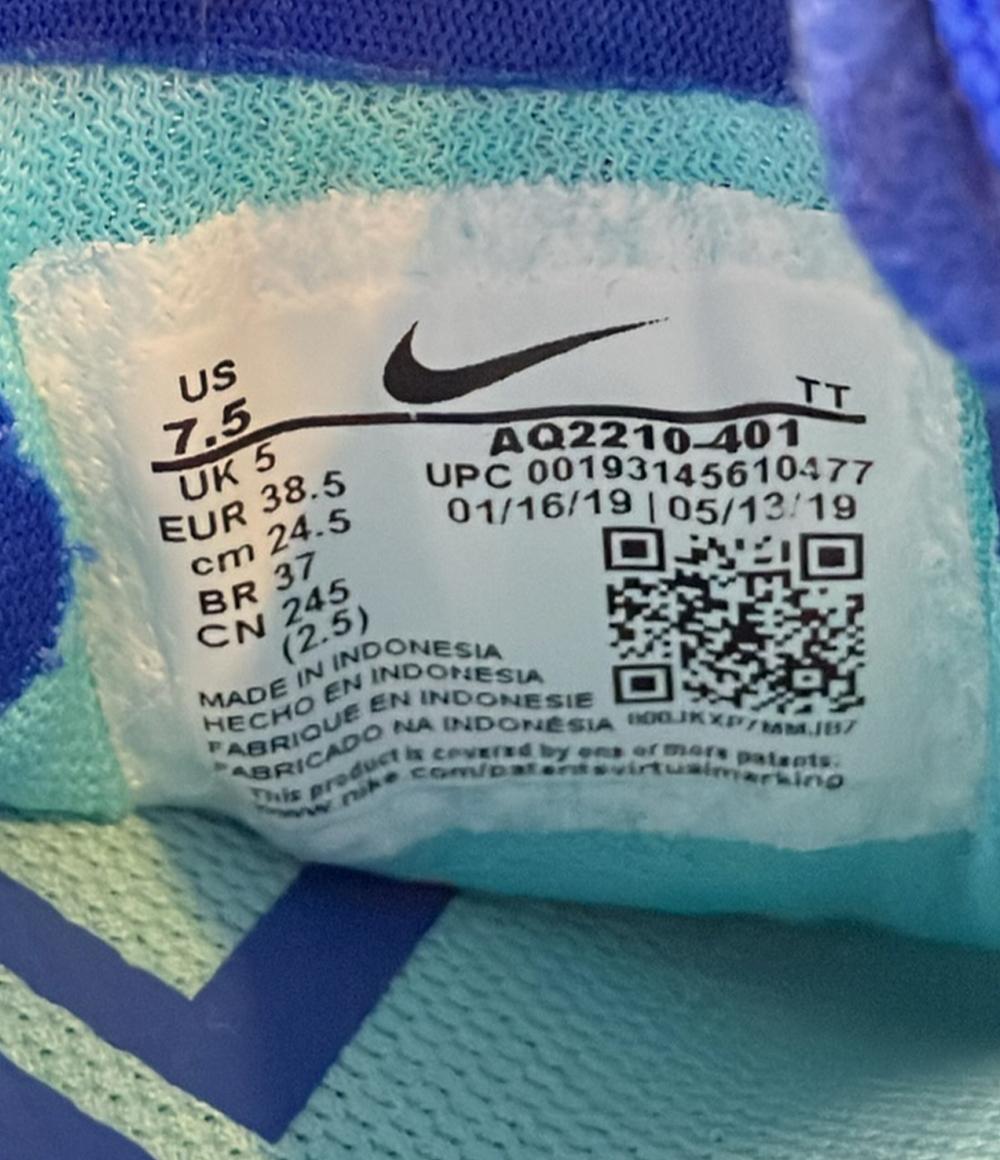 US
7.5
UK 5
EUR 38.5
cm 24.5
BR 37
CN 245
(2.5)
TT
AQ2210-401
UPC 00193145610477
01/16/19 | 05/13/19
MADE IN INDONESIA
HECHO EN INDONESIA
FABRIQUE EN INDONESIE
FABRICADO NA INDONÉSIA
This product is covered by one or more patents.
www.nike.com/patentsvirtualmarking